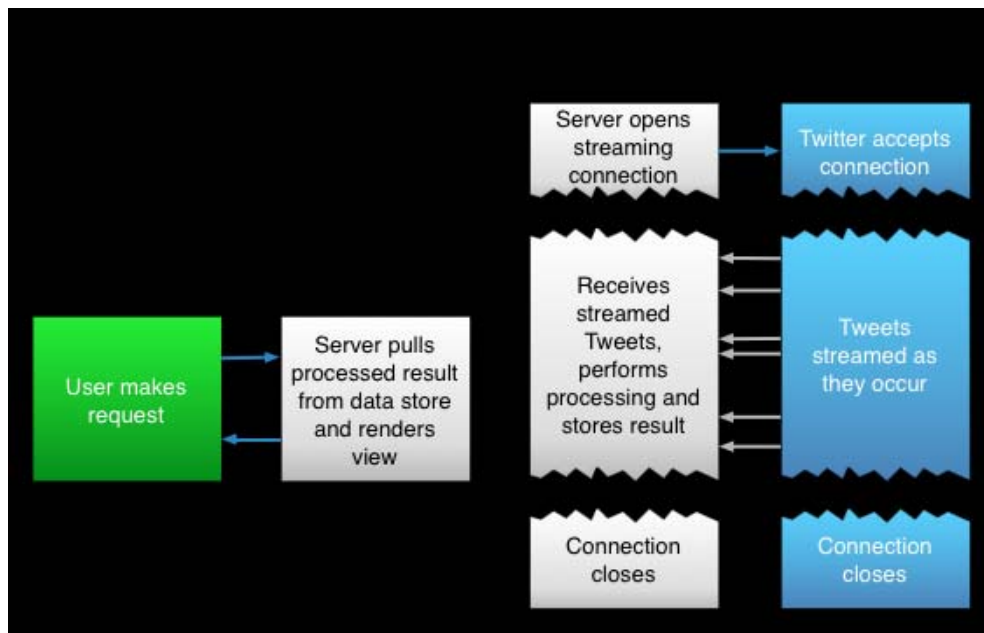 User makes
request
Server pulls
processed result
from data store
and renders
view
Server opens
streaming
connection
Twitter accepts
connection
Receives
streamed
Tweets,
performs
processing and
stores result
Tweets
streamed as
they occur
Connection
closes
Connection
closes